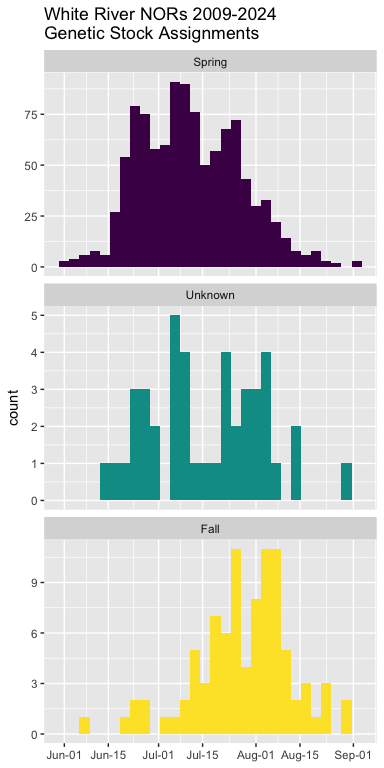 White River NORs 2009-2024
Genetic Stock Assignments
Spring
75
50
25
0
Unknown
5
4
3
2
1
0
count
Fall
9
6
3
0
Jun-01 Jun-15 Jul-01 Jul-15 Aug-01 Aug-15 Sep-01